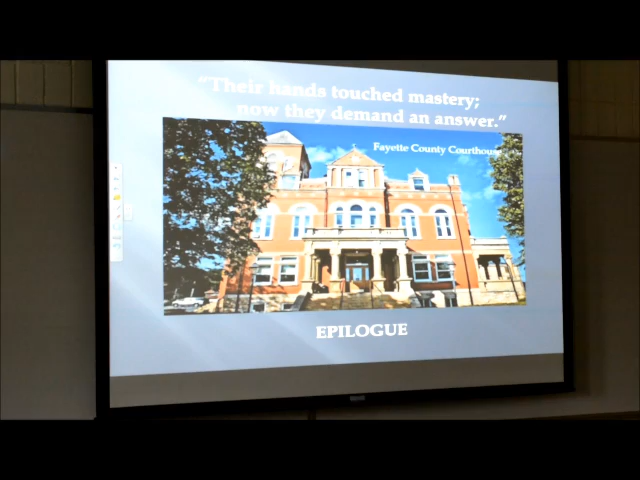 “Their hands touched mastery;
now they demand an answer.”
Fayette County Courthouse
EPILOGUE